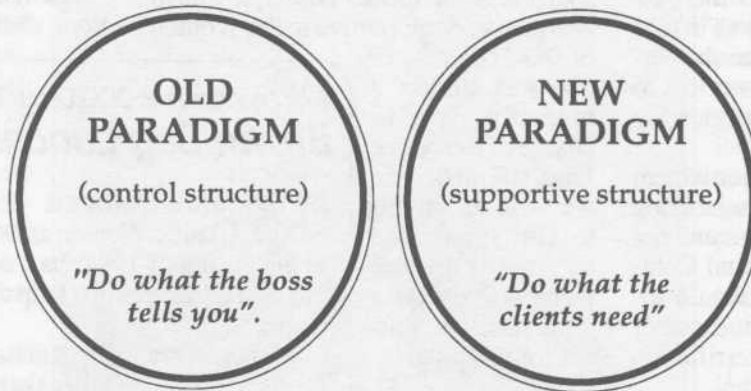 OLD
PARADIGM
(control structure)
"Do what the boss
tells you".
NEW
PARADIGM
(supportive structure)
“Do what the
clients need”